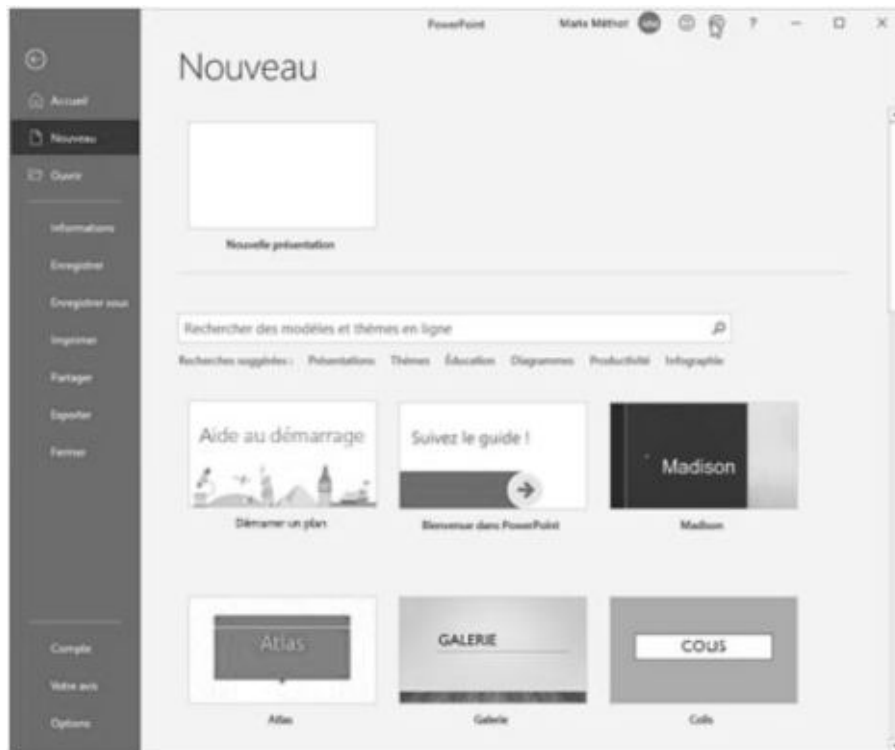 PowerPoint
Nouveau
Accueil
Nouveau
Ouvrir
Informations
Enregistrer
Enregistrer sous
Imprimer
Partager
Exporter
Fermer
Compte
Votre avis
Options
Nouvelle présentation
Rechercher des modèles et thèmes en ligne
Recherches suggérées : Présentations Thèmes Éducation Diagrammes Productivité Infographie
Aide au démarrage
Démarrer un plan
Suivez le guide !
Bienvenue dans PowerPoint
Madison
Madison
Atlas
Atlas
GALERIE
Galerie
COLIS
Colis